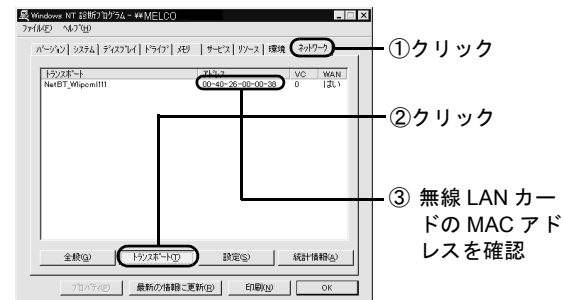 Windows NT 診断プログラム - ¥¥MELCO
ファイル(F) ヘルプ(H)
バージョン システム ディスプレイ ドライブ メモリ サービス リソース 環境 ネットワーク
トランスポート アドレス VC WAN
NetBT_Wlipcml11 00-40-26-00-00-38 0 はい
全般(G) トランスポート(T) 設定(S) 統計情報(A)
プロパティ(P) 最新の情報に更新(R) 印刷(N) OK
①クリック
②クリック
③ 無線 LAN カー
ドの MAC アド
レスを確認